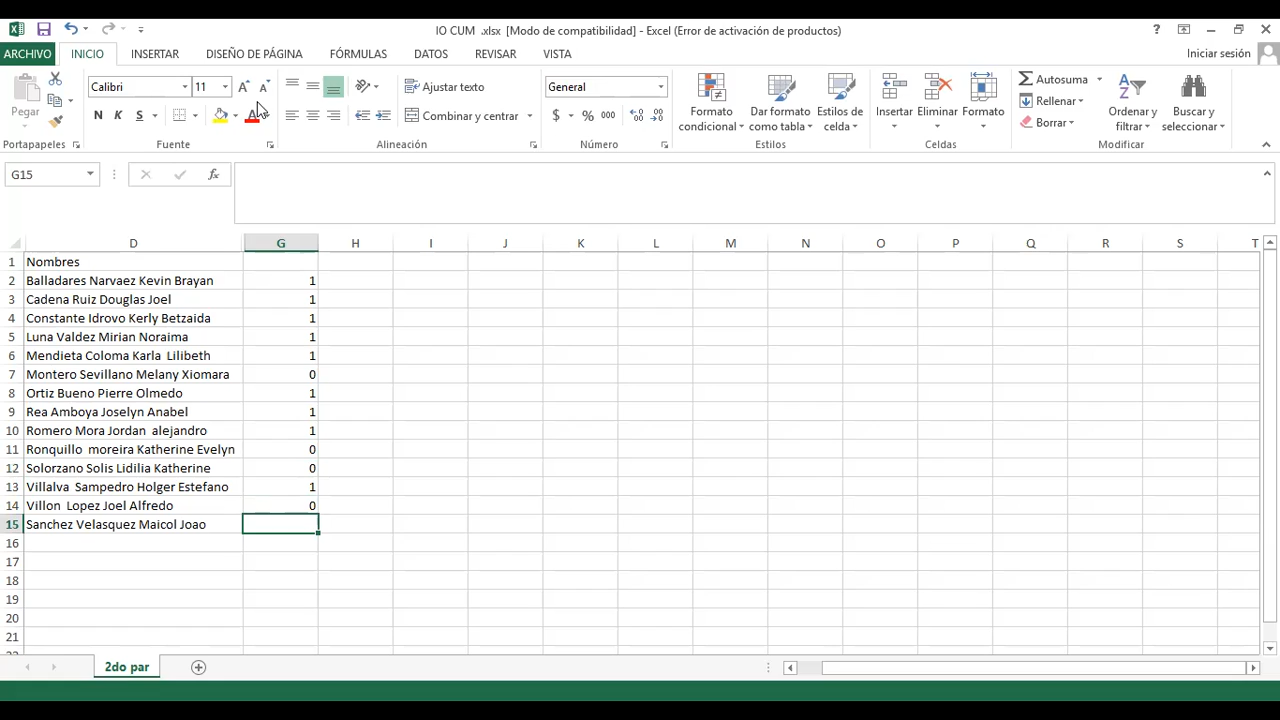 IO CUM .xlsx [Modo de compatibilidad] - Excel (Error de activación de productos)
ARCHIVO INICIO INSERTAR DISEÑO DE PÁGINA FÓRMULAS DATOS REVISAR VISTA Iniciar sesión
Calibri 11 Ajustar texto General Autosuma
Pegar Formato condicional Dar formato como tabla Estilos de celda Insertar Eliminar Formato Rellenar Ordenar y filtrar Buscar y seleccionar
N K S A Combinar y centrar $ % 000 Borrar
Portapapeles Fuente Alineación Número Estilos Celdas Modificar
G15 fx
D G H I J K L M N O P Q R S T
1 Nombres
2 Balladares Narvaez Kevin Brayan 1
3 Cadena Ruiz Douglas Joel 1
4 Constante Idrovo Kerly Betzaida 1
5 Luna Valdez Mirian Noraima 1
6 Mendieta Coloma Karla Lilibeth 1
7 Montero Sevillano Melany Xiomara 0
8 Ortiz Bueno Pierre Olmedo 1
9 Rea Amboya Joselyn Anabel 1
10 Romero Mora Jordan alejandro 1
11 Ronquillo moreira Katherine Evelyn 0
12 Solorzano Solis Lidilia Katherine 0
13 Villalva Sampedro Holger Estefano 1
14 Villon Lopez Joel Alfredo 0
15 Sanchez Velasquez Maicol Joao
16
17
18
19
20
21
2do par